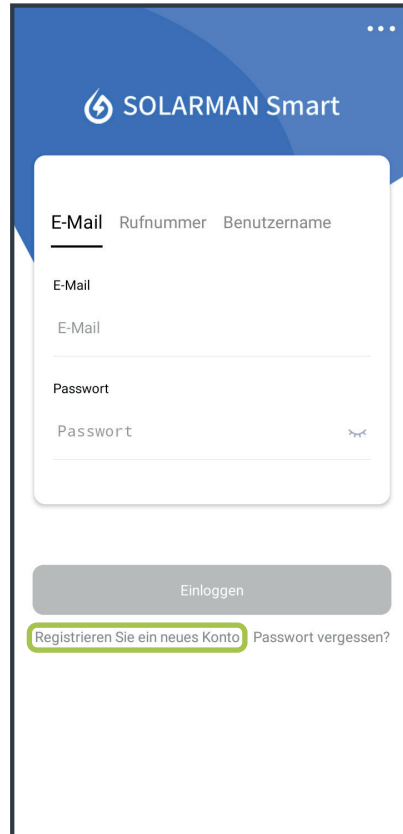 SOLARMAN Smart
E-Mail Rufnummer Benutzername
E-Mail
E-Mail
Passwort
Passwort
Einloggen
Registrieren Sie ein neues Konto Passwort vergessen?